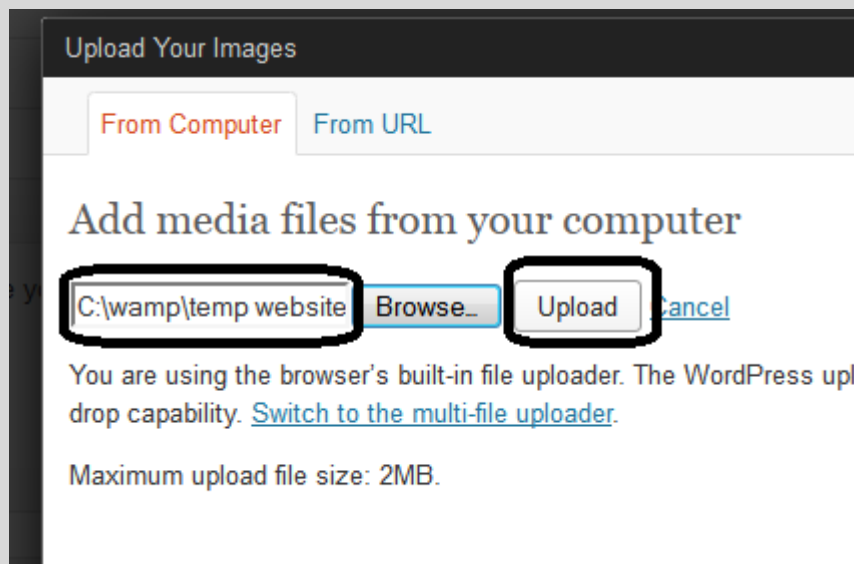 Upload Your Images
From Computer From URL
Add media files from your computer
C:\wamp\temp website Browse... Upload Cancel
You are using the browser's built-in file uploader. The WordPress upl
drop capability. Switch to the multi-file uploader.
Maximum upload file size: 2MB.